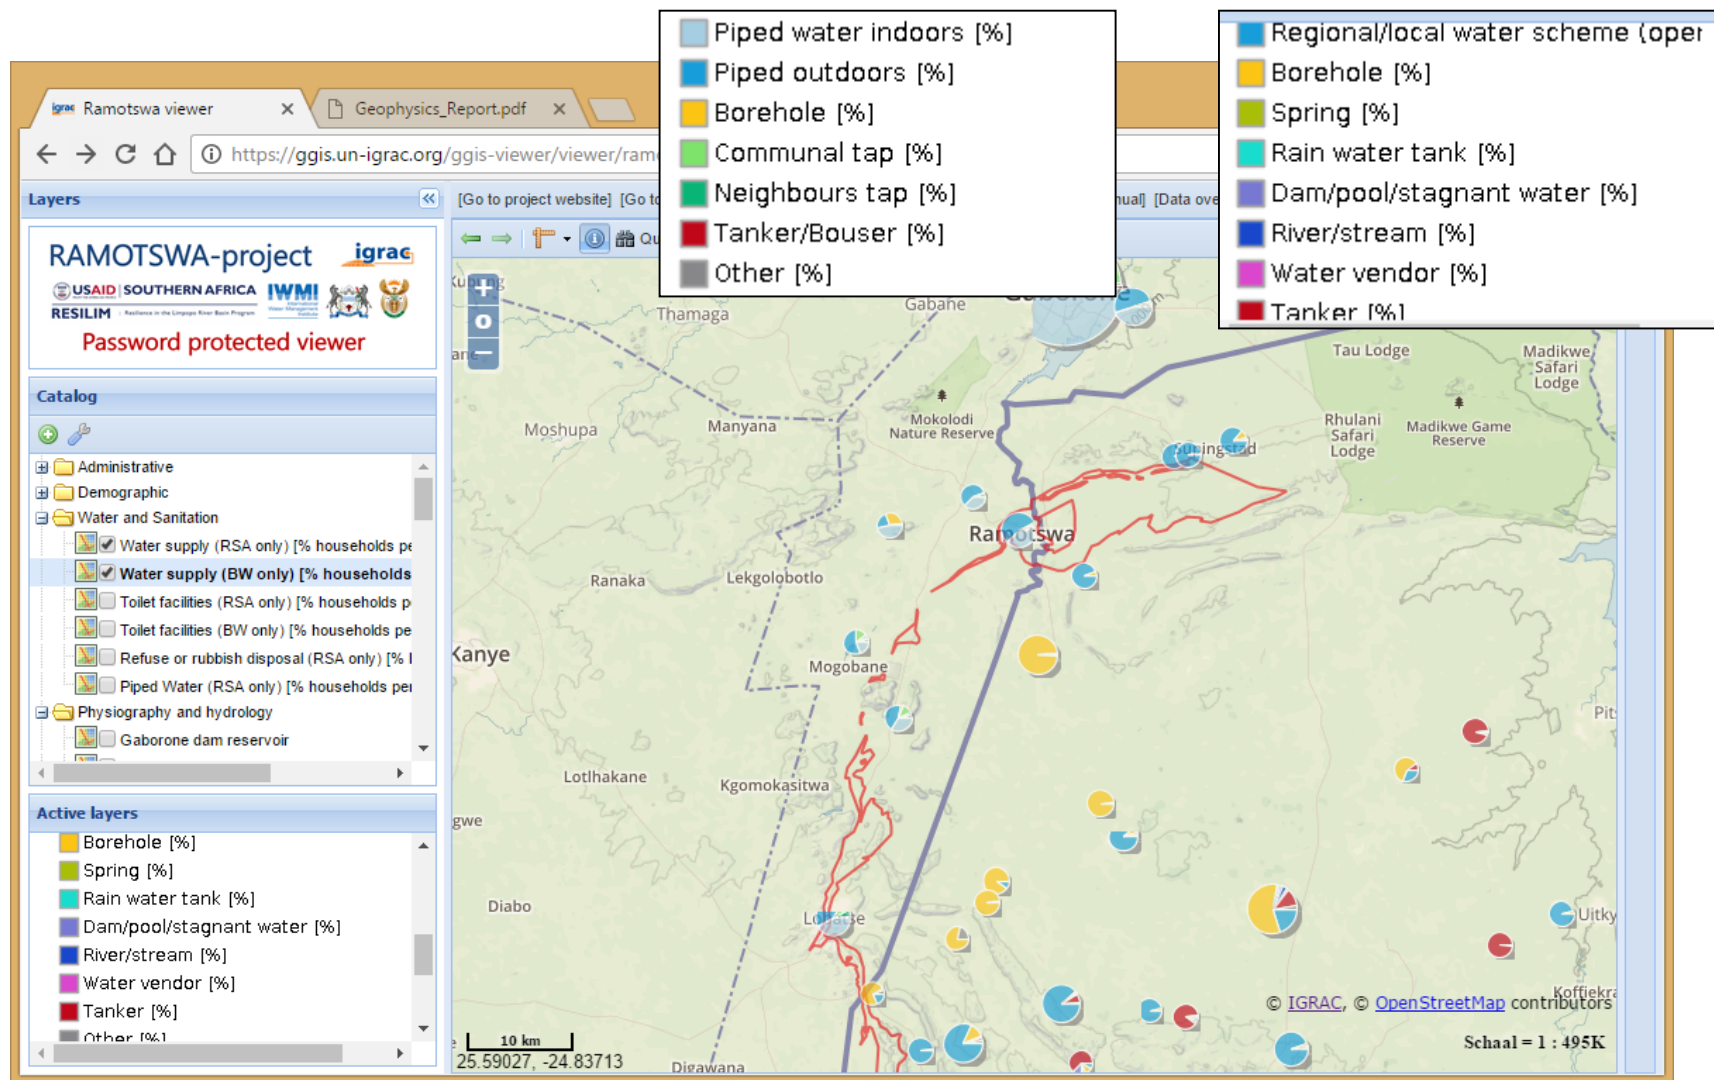 Piped water indoors [%]
Piped outdoors [%]
Borehole [%]
Communal tap [%]
Neighbours tap [%]
Tanker/Bouser [%]
Other [%]
Regional/local water scheme (oper
Borehole [%]
Spring [%]
Rain water tank [%]
Dam/pool/stagnant water [%]
River/stream [%]
Water vendor [%]
Tanker [%]
igrac Ramotswa viewer
Geophysics_Report.pdf
https://ggis.un-igrac.org/ggis-viewer/viewer/ram
Layers
[Go to project website] [Go to
nual] [Data ove
RAMOTSWA-project igrac
USAID SOUTHERN AFRICA IWMI
RESILIM
Password protected viewer
Catalog
Administrative
Demographic
Water and Sanitation
Water supply (RSA only) [% households pe
Water supply (BW only) [% households
Toilet facilities (RSA only) [% households p
Toilet facilities (BW only) [% households pe
Refuse or rubbish disposal (RSA only) [% 
Piped Water (RSA only) [% households per
Physiography and hydrology
Gaborone dam reservoir
Active layers
Borehole [%]
Spring [%]
Rain water tank [%]
Dam/pool/stagnant water [%]
River/stream [%]
Water vendor [%]
Tanker [%]
Other [%]
Qu
Thamaga
Gabane
Gaborone
Tau Lodge
Madikwe
Safari
Lodge
Moshupa
Manyana
Mokolodi
Nature Reserve
Rhulani
Safari
Lodge
Madikwe Game
Reserve
Supingstad
Ramotswa
Ranaka
Lekgolobotlo
Kanye
Mogobane
Pits
Lotlhakane
Kgomokasitwa
gwe
Diabo
Lobatse
Uitky
Koffiekra
© IGRAC, © OpenStreetMap contributors
10 km
25.59027, -24.83713
Digawana
Schaal = 1 : 495K